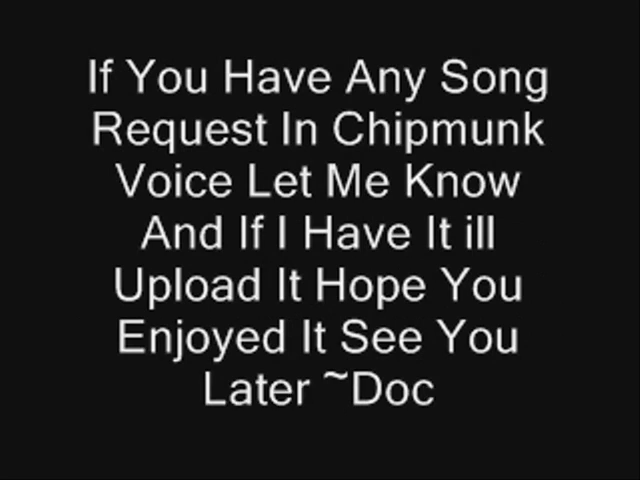 If You Have Any Song
Request In Chipmunk
Voice Let Me Know
And If I Have It ill
Upload It Hope You
Enjoyed It See You
Later ~Doc